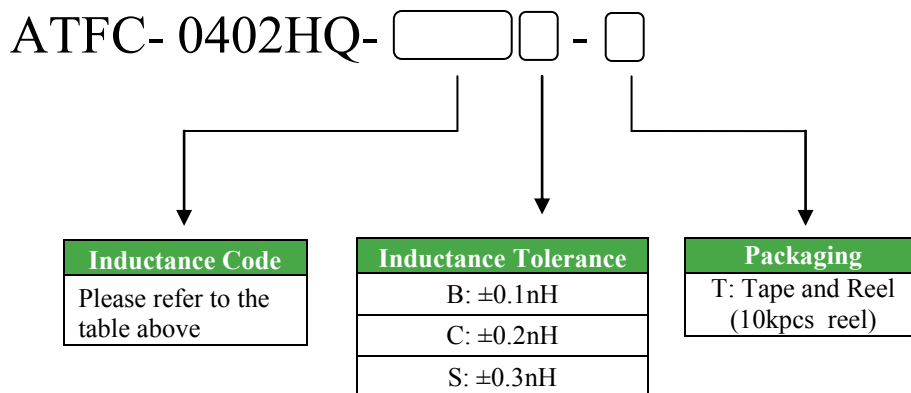 ATFC- 0402HQ- -
Inductance Code
Please refer to the
table above
Inductance Tolerance
B: ±0.1nH
C: ±0.2nH
S: ±0.3nH
Packaging
T: Tape and Reel
(10kpcs reel)